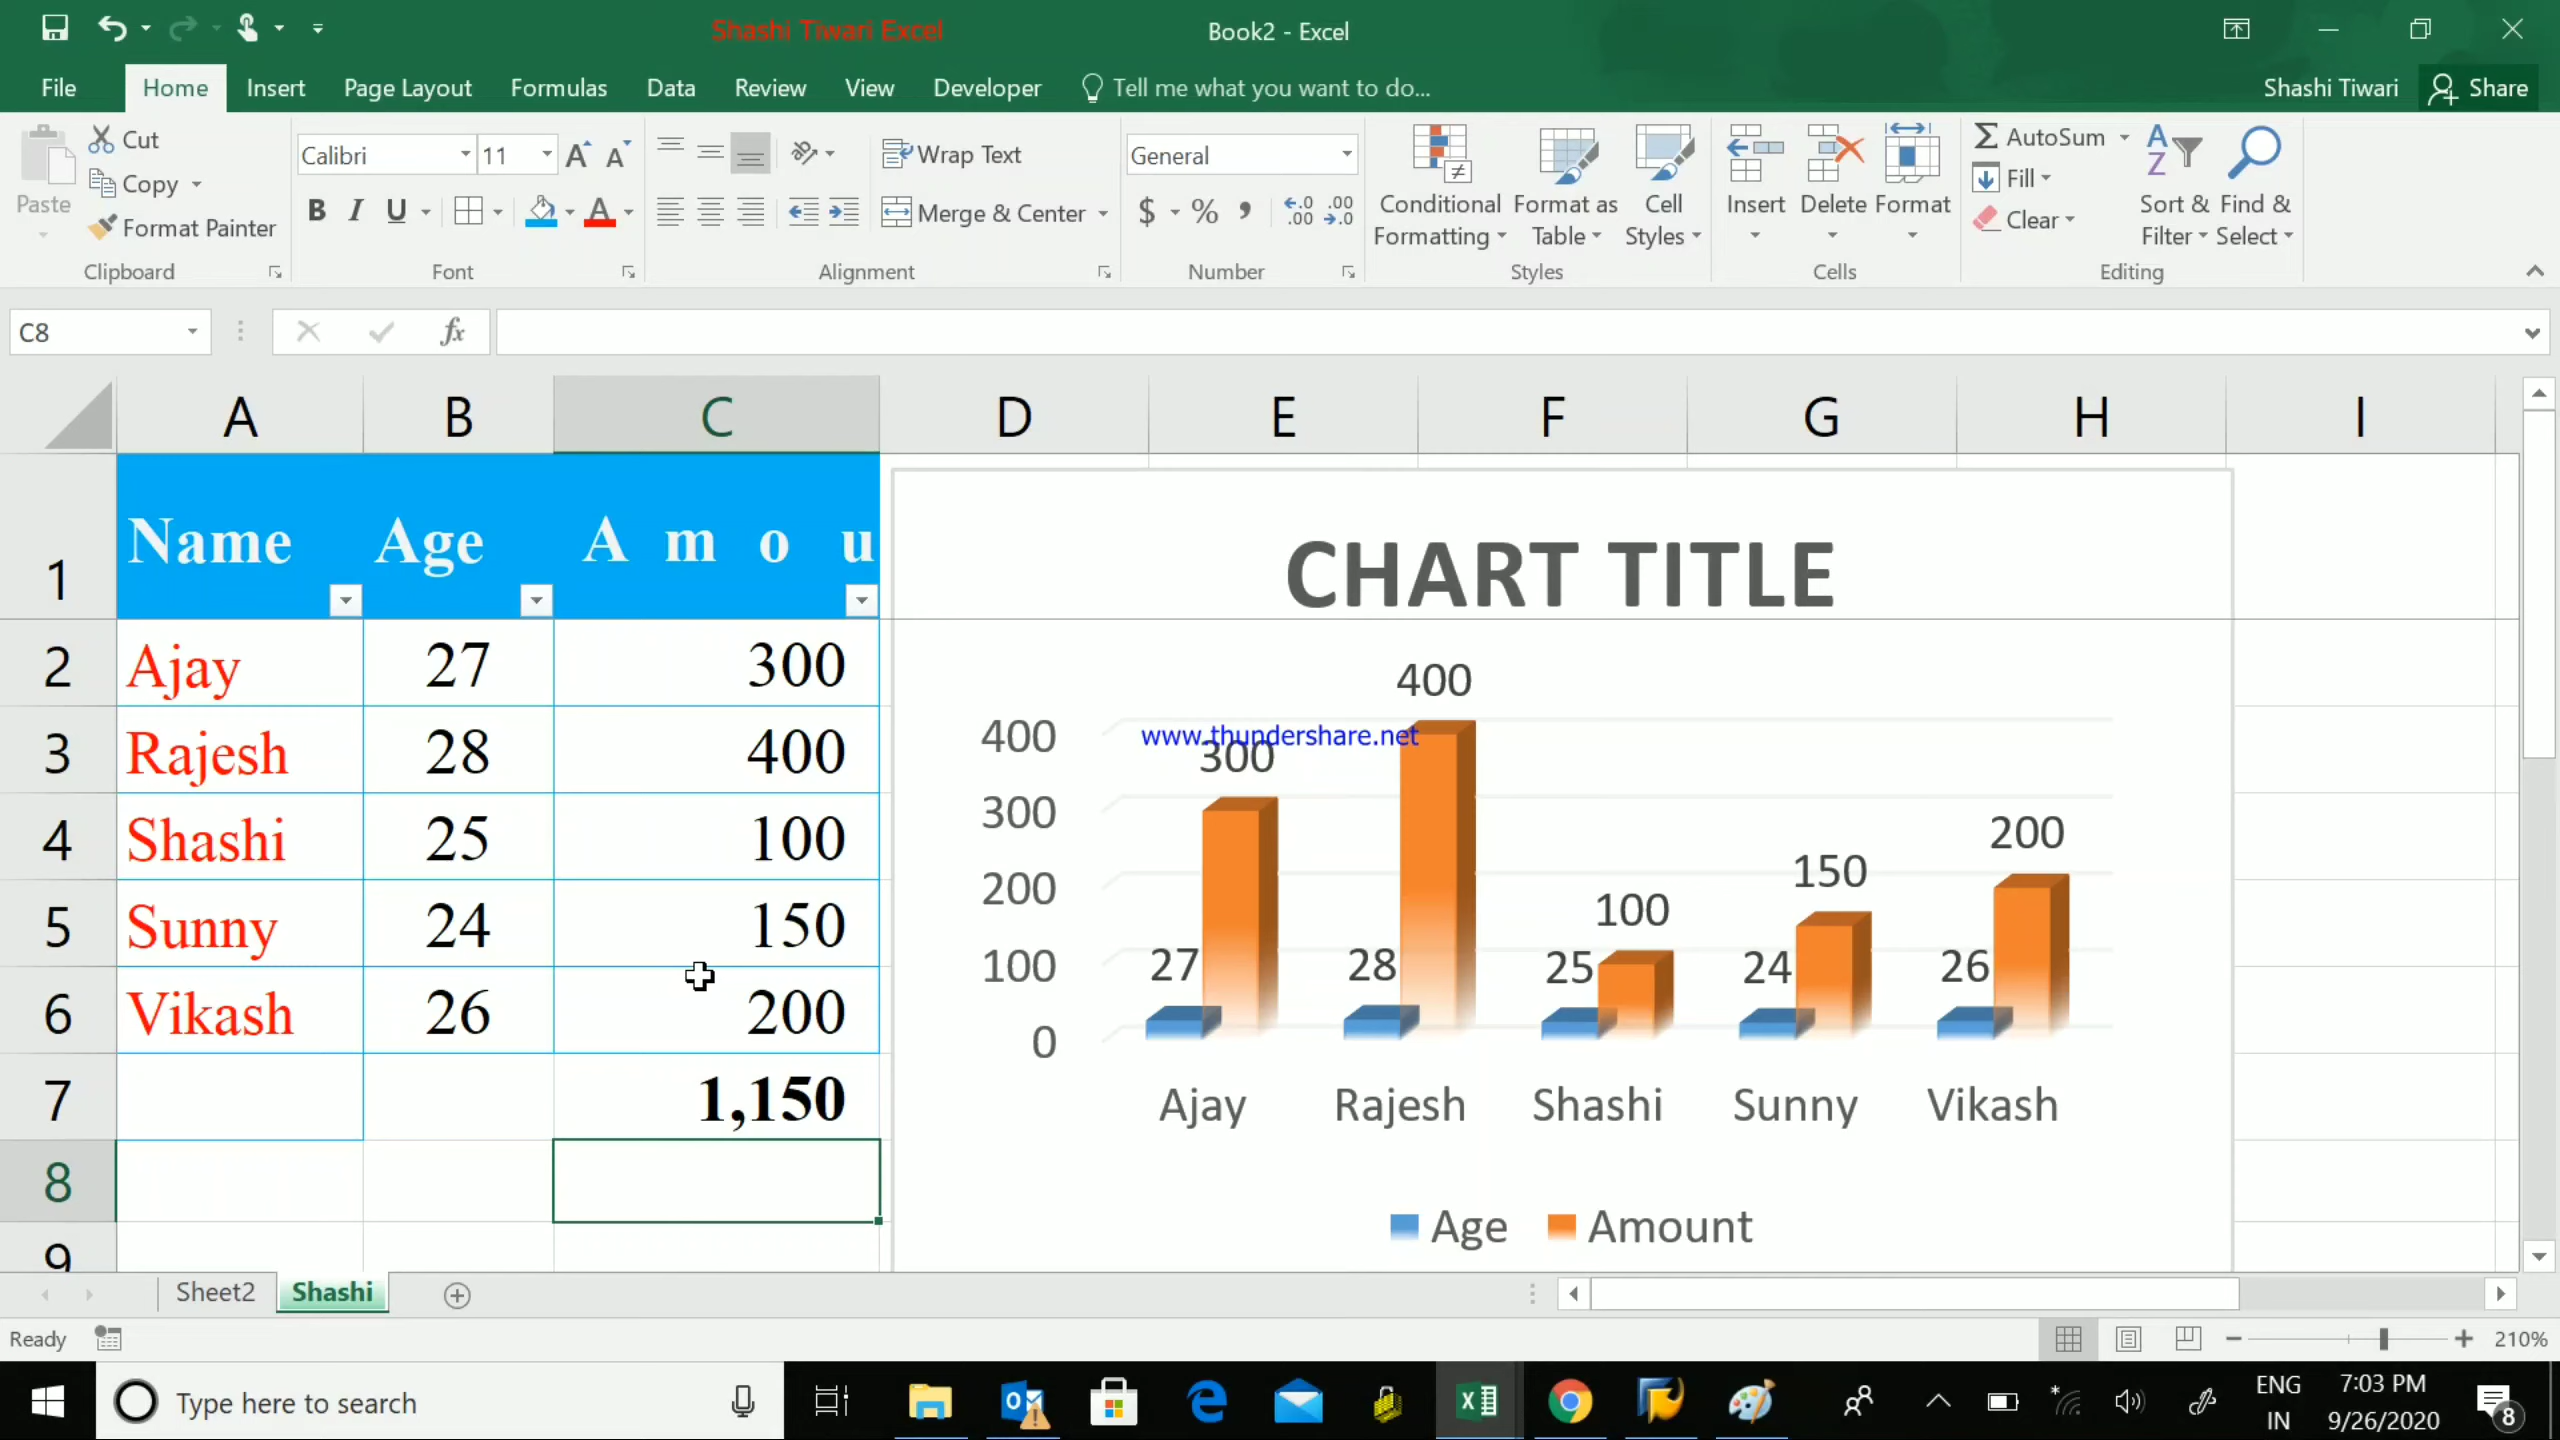 Shashi Tiwari Excel
Book2 - Excel
File Home Insert Page Layout Formulas Data Review View Developer Tell me what you want to do... Shashi Tiwari Share
Paste
Cut
Copy
Format Painter
Clipboard
Calibri 11
B I U
Font
Wrap Text
Merge & Center
Alignment
General
$ % ,
Number
Conditional Formatting
Format as Table
Cell Styles
Styles
Insert Delete Format
Cells
AutoSum
Fill
Clear
Sort & Filter
Find & Select
Editing
C8
fx
A B C D E F G H I
1 Name Age A m o u
2 Ajay 27 300
3 Rajesh 28 400
4 Shashi 25 100
5 Sunny 24 150
6 Vikash 26 200
7 1,150
8
9
CHART TITLE
www.thundershare.net
400
300
200
100
0
27 300
28 400
25 100
24 150
26 200
Ajay Rajesh Shashi Sunny Vikash
Age Amount
Sheet2 Shashi
Ready
210%
Type here to search
ENG
IN
7:03 PM
9/26/2020
8